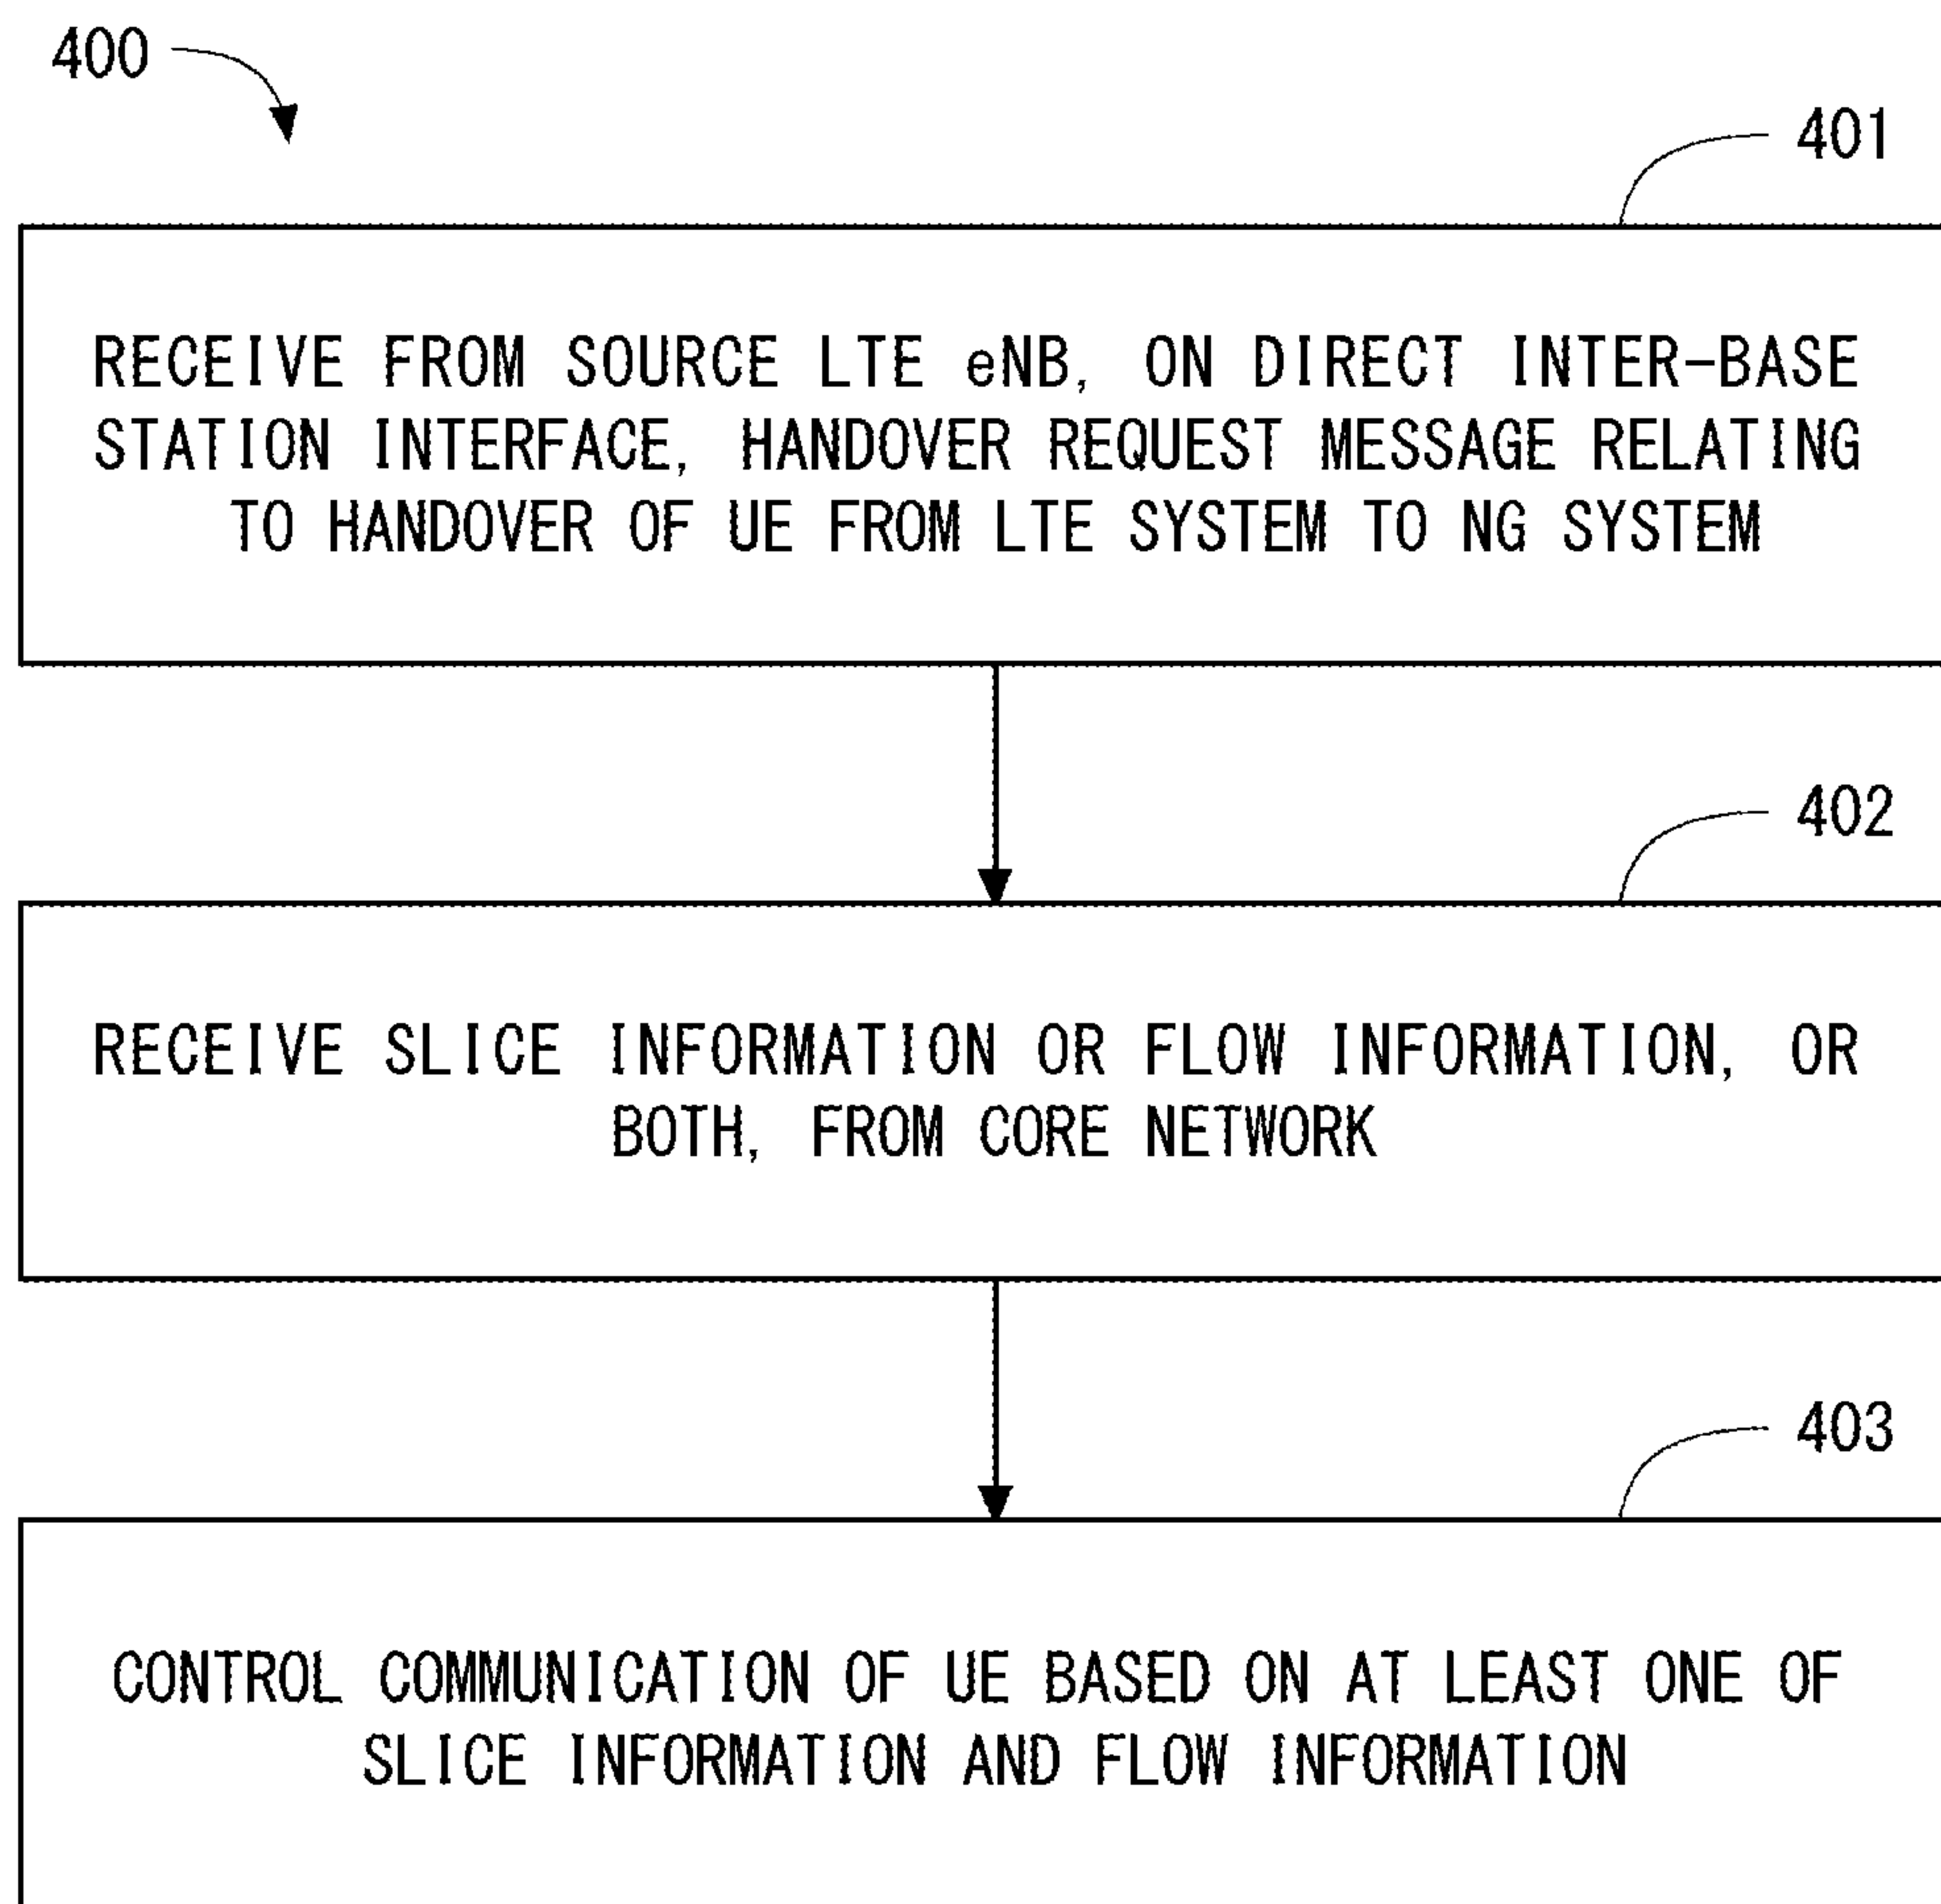 400
401
RECEIVE FROM SOURCE LTE eNB, ON DIRECT INTER-BASE
STATION INTERFACE, HANDOVER REQUEST MESSAGE RELATING
TO HANDOVER OF UE FROM LTE SYSTEM TO NG SYSTEM
402
RECEIVE SLICE INFORMATION OR FLOW INFORMATION, OR
BOTH, FROM CORE NETWORK
403
CONTROL COMMUNICATION OF UE BASED ON AT LEAST ONE OF
SLICE INFORMATION AND FLOW INFORMATION